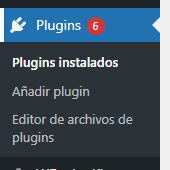 Plugins 6
Plugins instalados
Añadir plugin
Editor de archivos de
plugins